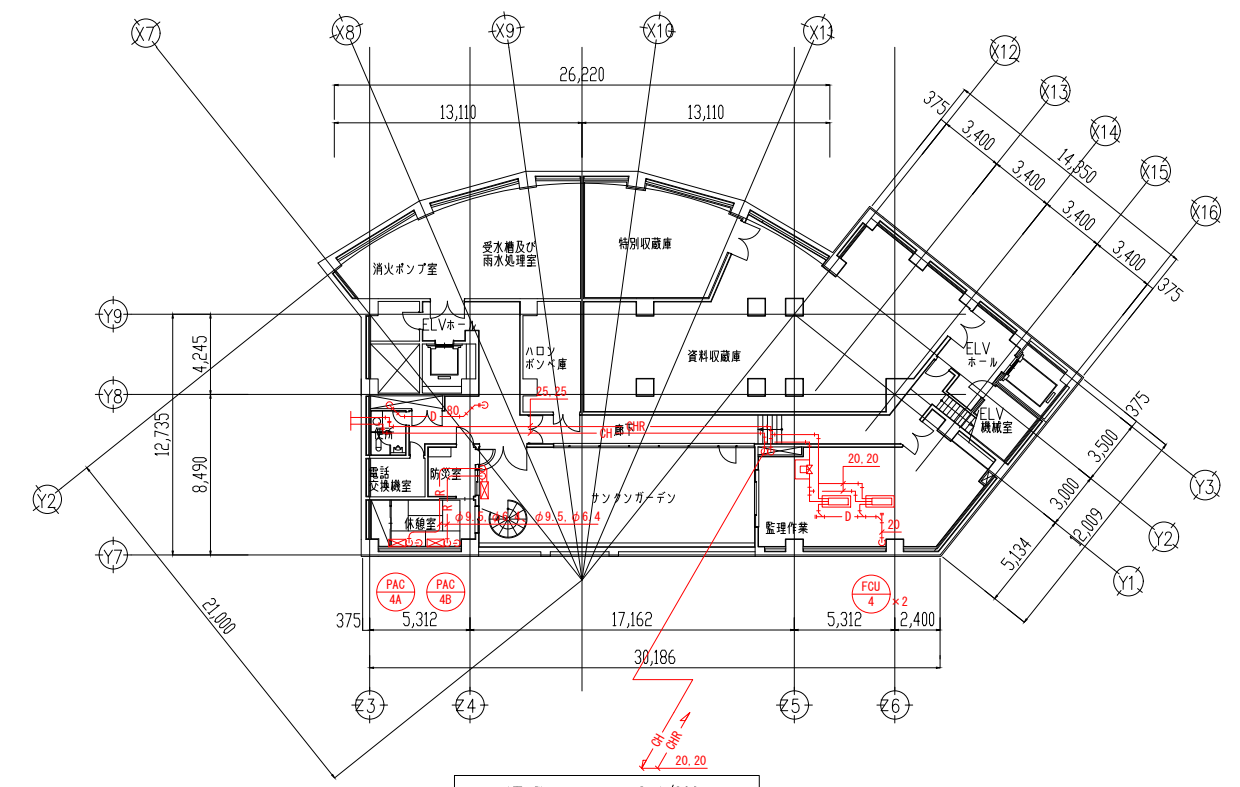 X7
X8
X9
X10
X11
X12
X13
X14
X15
X16
26,220
13,110
13,110
375
3,400
3,400
3,400
3,400
14,350
375
受水槽及び
雨水処理室
特別収蔵庫
消火ポンプ室
Y9
ELVホール
4,245
ハロン
ボンベ庫
資料収蔵庫
ELV
ホール
Y8
25.25
12,735
D
80
CH
CHR
廊下
便所
ELV
機械室
375
3,500
電話
交換機室
防災室
8,490
20.20
3,000
12,009
Y3
Y2
R
R
サンクンガーデン
休憩室
φ9.5
φ9.5.φ6.4
監理作業
D
20
5,134
Y2
Y7
Y1
PAC
4A
PAC
4B
FCU
4
×2
21,000
375
5,312
17,162
5,312
2,400
30,186
Z3
Z4
Z5
Z6
CH
CHR
20.20